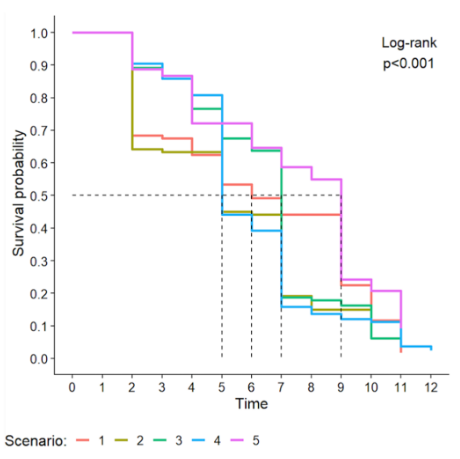 Log-rank
p<0.001
Survival probability
1.0
0.9
0.8
0.7
0.6
0.5
0.4
0.3
0.2
0.1
0.0
0 1 2 3 4 5 6 7 8 9 10 11 12
Time
Scenario: 1 2 3 4 5